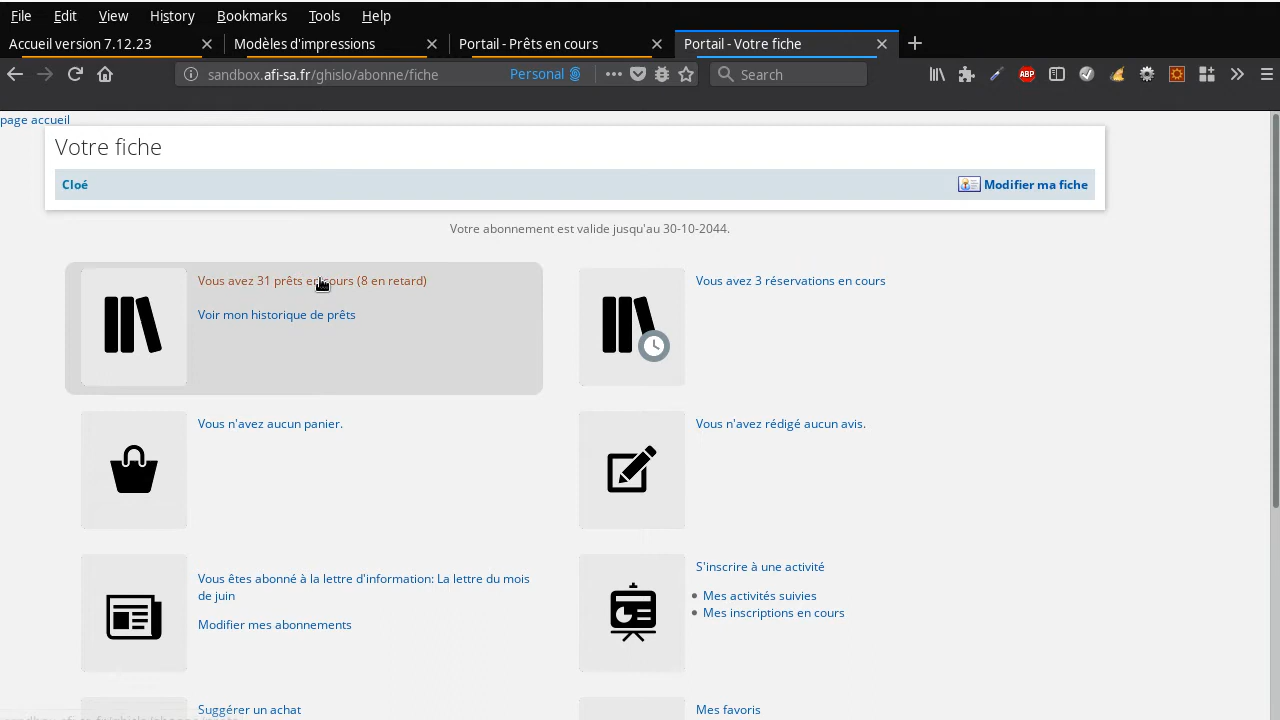 File Edit View History Bookmarks Tools Help
Accueil version 7.12.23 Modèles d'impressions Portail - Prêts en cours Portail - Votre fiche
sandbox.afi-sa.fr/ghislo/abonne/fiche Personal Search
ABP
page accueil
Votre fiche
Cloé Modifier ma fiche
Votre abonnement est valide jusqu'au 30-10-2044.
Vous avez 31 prêts en cours (8 en retard)
Voir mon historique de prêts
Vous avez 3 réservations en cours
Vous n'avez aucun panier.
Vous n'avez rédigé aucun avis.
Vous êtes abonné à la lettre d'information: La lettre du mois
de juin
Modifier mes abonnements
S'inscrire à une activité
Mes activités suivies
Mes inscriptions en cours
Suggérer un achat
Mes favoris